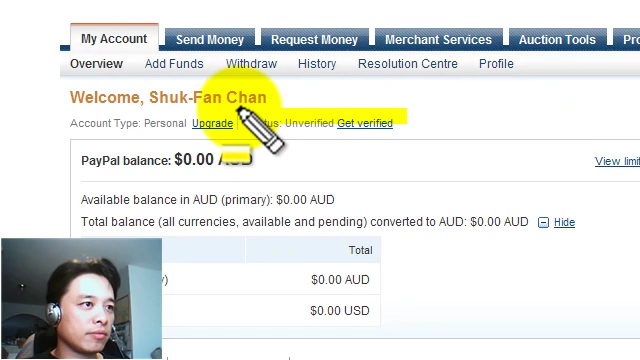 My Account Send Money Request Money Merchant Services Auction Tools
Overview Add Funds Withdraw History Resolution Centre Profile
Welcome, Shuk-Fan Chan
Account Type: Personal Upgrade Unverified Get verified
PayPal balance: $0.00 View
Available balance in AUD (primary): $0.00 AUD
Total balance (all currencies, available and pending) converted to AUD: $0.00 AUD Hide
Total
$0.00 AUD
$0.00 USD